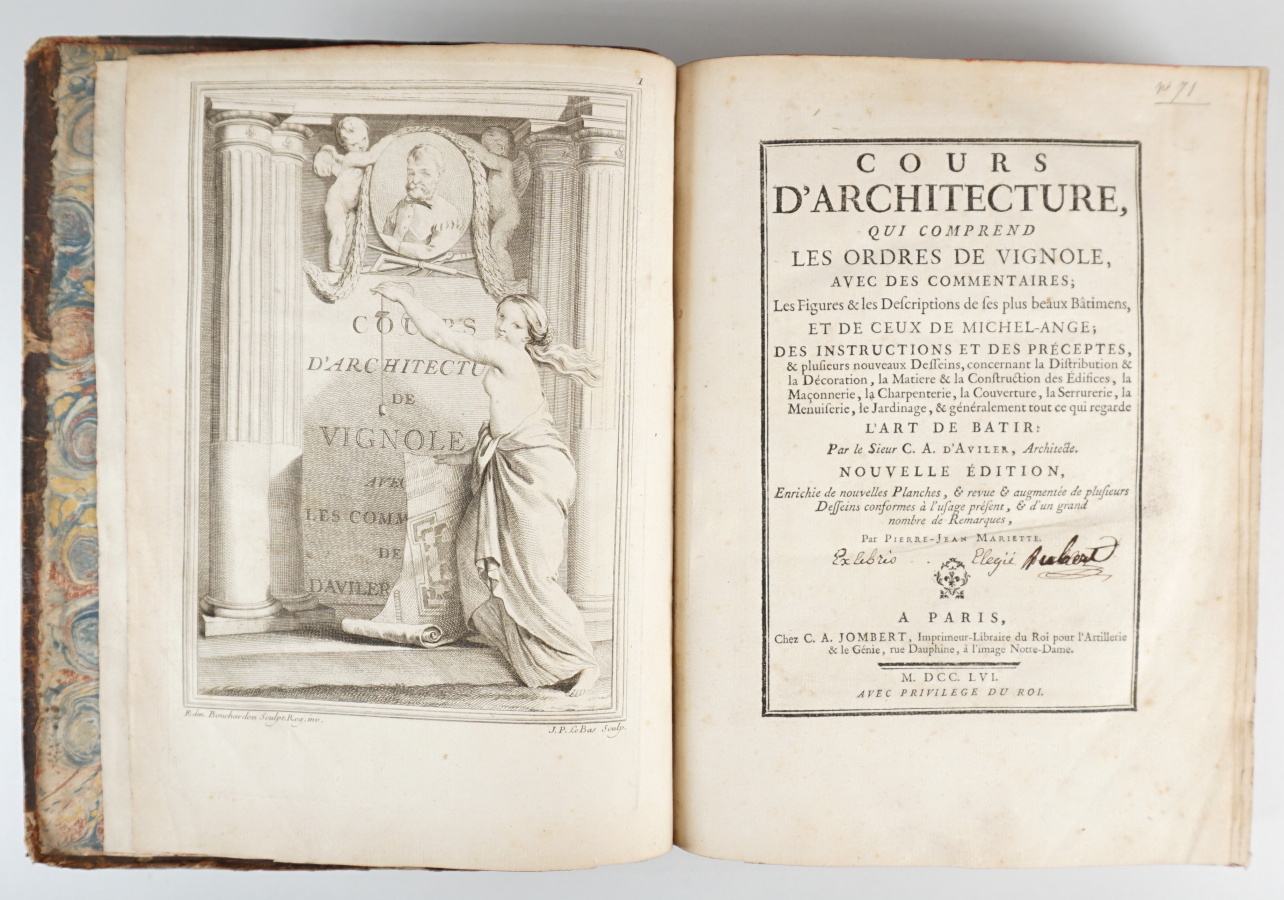 1
COURS
D'ARCHITECTU
DE
VIGNOLE
AVEC
LES COMM
DE
DAVILER
Edm. Bouchardon Sculpt. Reg. inv.
J. P. Le Bas Sculp.
nº 71
COURS
D'ARCHITECTURE,
QUI COMPREND
LES ORDRES DE VIGNOLE,
AVEC DES COMMENTAIRES;
Les Figures & les Deſcriptions de ſes plus beaux Bâtimens,
ET DE CEUX DE MICHEL-ANGE;
DES INSTRUCTIONS ET DES PRÉCEPTES,
& pluſieurs nouveaux Deſſeins, concernant la Diſtribution &
la Décoration, la Matiere & la Conſtruction des Édifices, la
Maçonnerie, la Charpenterie, la Couverture, la Serrurerie, la
Menuiſerie, le Jardinage, & généralement tout ce qui regarde
L'ART DE BATIR:
Par le Sieur C. A. D'AVILER, Architecte.
NOUVELLE ÉDITION,
Enrichie de nouvelles Planches, & revue & augmentée de pluſieurs
Deſſeins conformes à l'uſage préſent, & d'un grand
nombre de Remarques,
Par PIERRE-JEAN MARIETTE.
Ex libris Elegii Aubert
A PARIS,
Chez C. A. JOMBERT, Imprimeur-Libraire du Roi pour l'Artillerie
& le Génie, rue Dauphine, à l'image Notre-Dame.
M. DCC. LVI.
AVEC PRIVILEGE DU ROI.